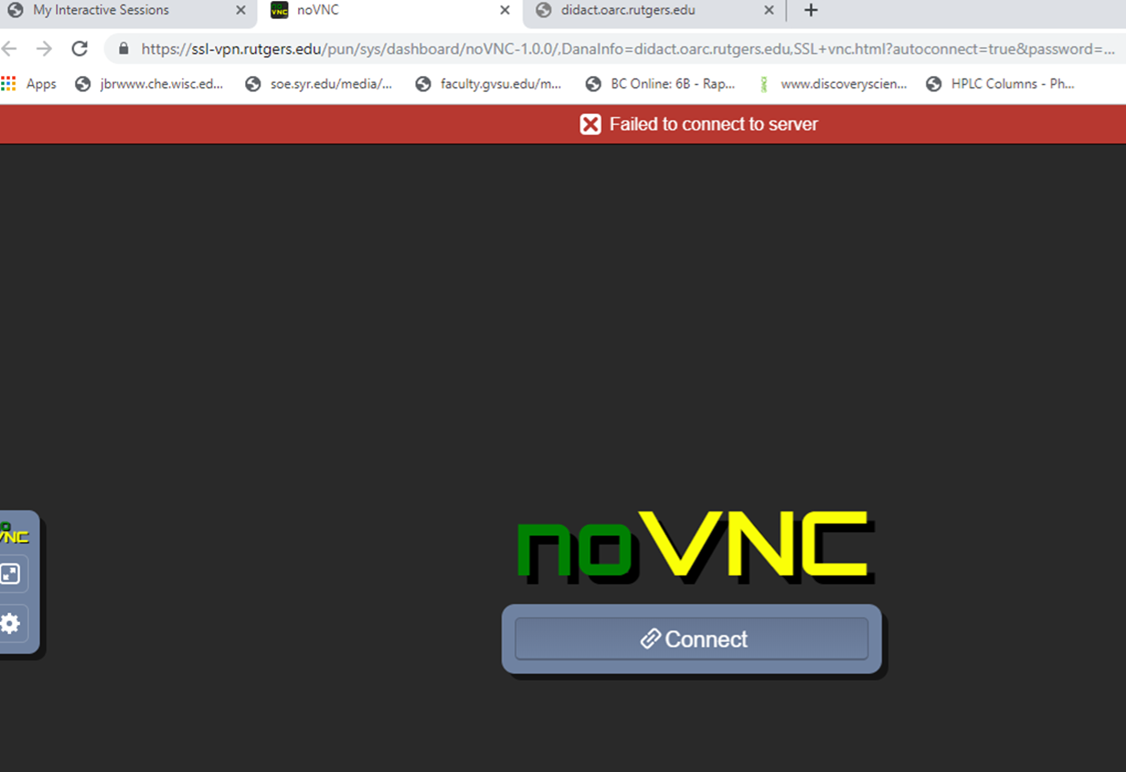 My Interactive Sessions
noVNC
didact.oarc.rutgers.edu
https://ssl-vpn.rutgers.edu/pun/sys/dashboard/noVNC-1.0.0/,DanaInfo=didact.oarc.rutgers.edu,SSL+vnc.html?autoconnect=true&password=...
Apps
jbrwww.che.wisc.ed...
soe.syr.edu/media/...
faculty.gvsu.edu/m...
BC Online: 6B - Rap...
www.discoveryscien...
HPLC Columns - Ph...
Failed to connect to server
noVNC
Connect